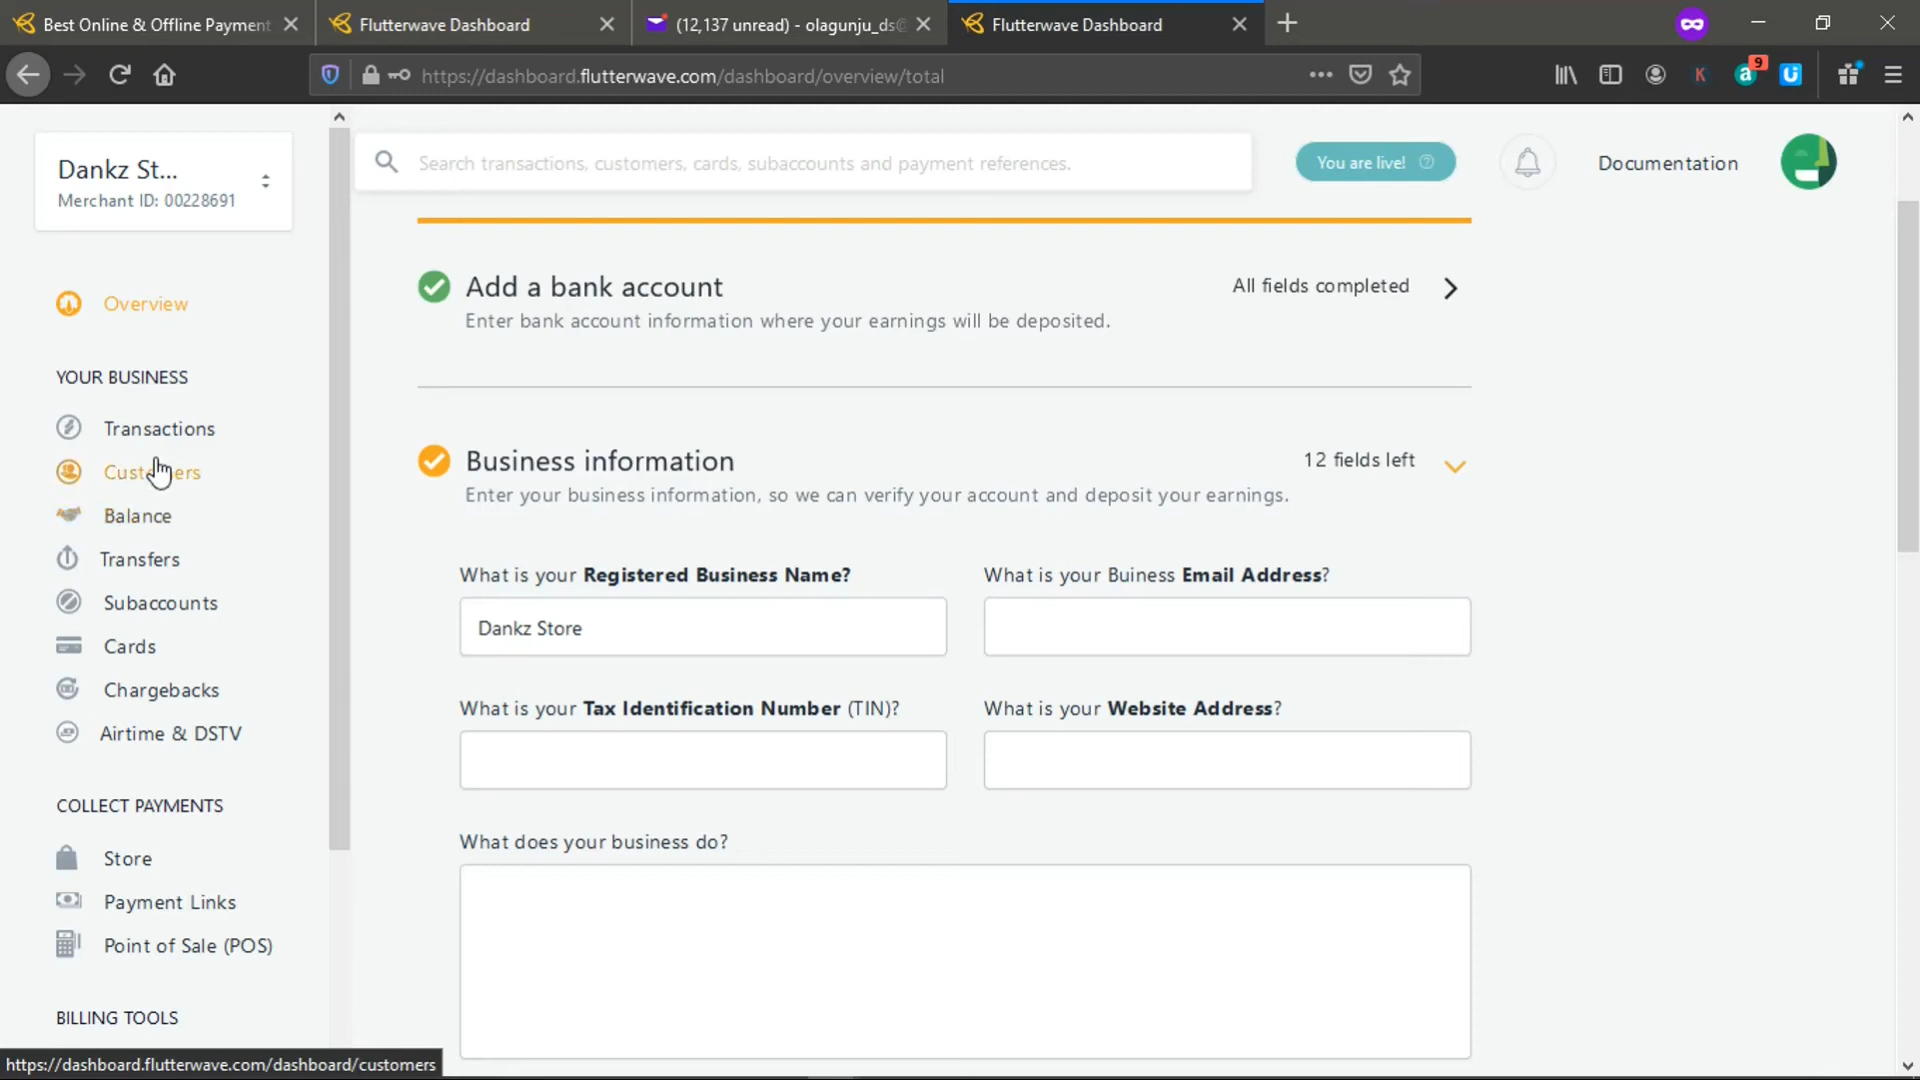 Best Online & Offline Payment
Flutterwave Dashboard
(12,137 unread) - olagunju_ds@
Flutterwave Dashboard
https://dashboard.flutterwave.com/dashboard/overview/total
K
a
9
Dankz St...
Merchant ID: 00228691
Search transactions, customers, cards, subaccounts and payment references.
You are live!
Documentation
Overview
YOUR BUSINESS
Transactions
Customers
Balance
Transfers
Subaccounts
Cards
Chargebacks
Airtime & DSTV
COLLECT PAYMENTS
Store
Payment Links
Point of Sale (POS)
BILLING TOOLS
Add a bank account
All fields completed
Enter bank account information where your earnings will be deposited.
Business information
12 fields left
Enter your business information, so we can verify your account and deposit your earnings.
What is your Registered Business Name?
What is your Buiness Email Address?
Dankz Store
What is your Tax Identification Number (TIN)?
What is your Website Address?
What does your business do?
https://dashboard.flutterwave.com/dashboard/customers